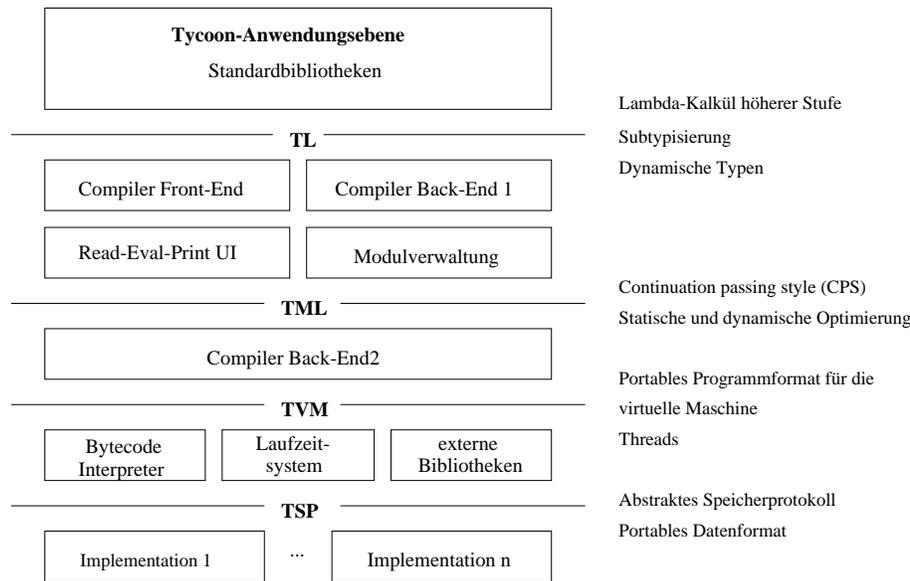 Tycoon-Anwendungsebene
Standardbibliotheken
Lambda-Kalkül höherer Stufe
TL
Subtypisierung
Dynamische Typen
Compiler Front-End
Compiler Back-End 1
Read-Eval-Print UI
Modulverwaltung
Continuation passing style (CPS)
TML
Statische und dynamische Optimierung
Compiler Back-End2
Portables Programmformat für die
virtuelle Maschine
TVM
Threads
Bytecode
Interpreter
Laufzeit-
system
externe
Bibliotheken
Abstraktes Speicherprotokoll
TSP
Portables Datenformat
Implementation 1
...
Implementation n